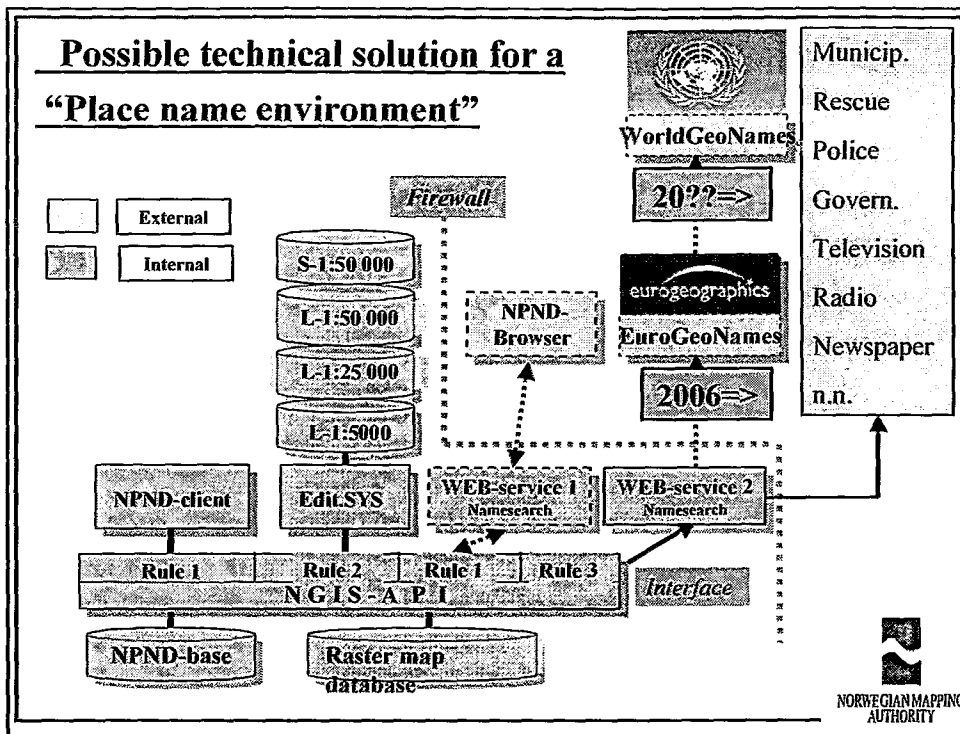 Possible technical solution for a
“Place name environment”
External
Internal
Firewall
S-1:50 000
L-1:50 000
L-1:25 000
L-1:5000
NPND-
Browser
WorldGeoNames
20??=>
eurogeographics
EuroGeoNames
2006=>
Municip.
Rescue
Police
Govern.
Television
Radio
Newspaper
n.n.
NPND-client
Edit.SYS
WEB-service 1
Namesearch
WEB-service 2
Namesearch
Rule 1
Rule 2
Rule 1
Rule 3
NGIS-API
Interface
NPND-base
Raster map
database
NORWEGIAN MAPPING
AUTHORITY